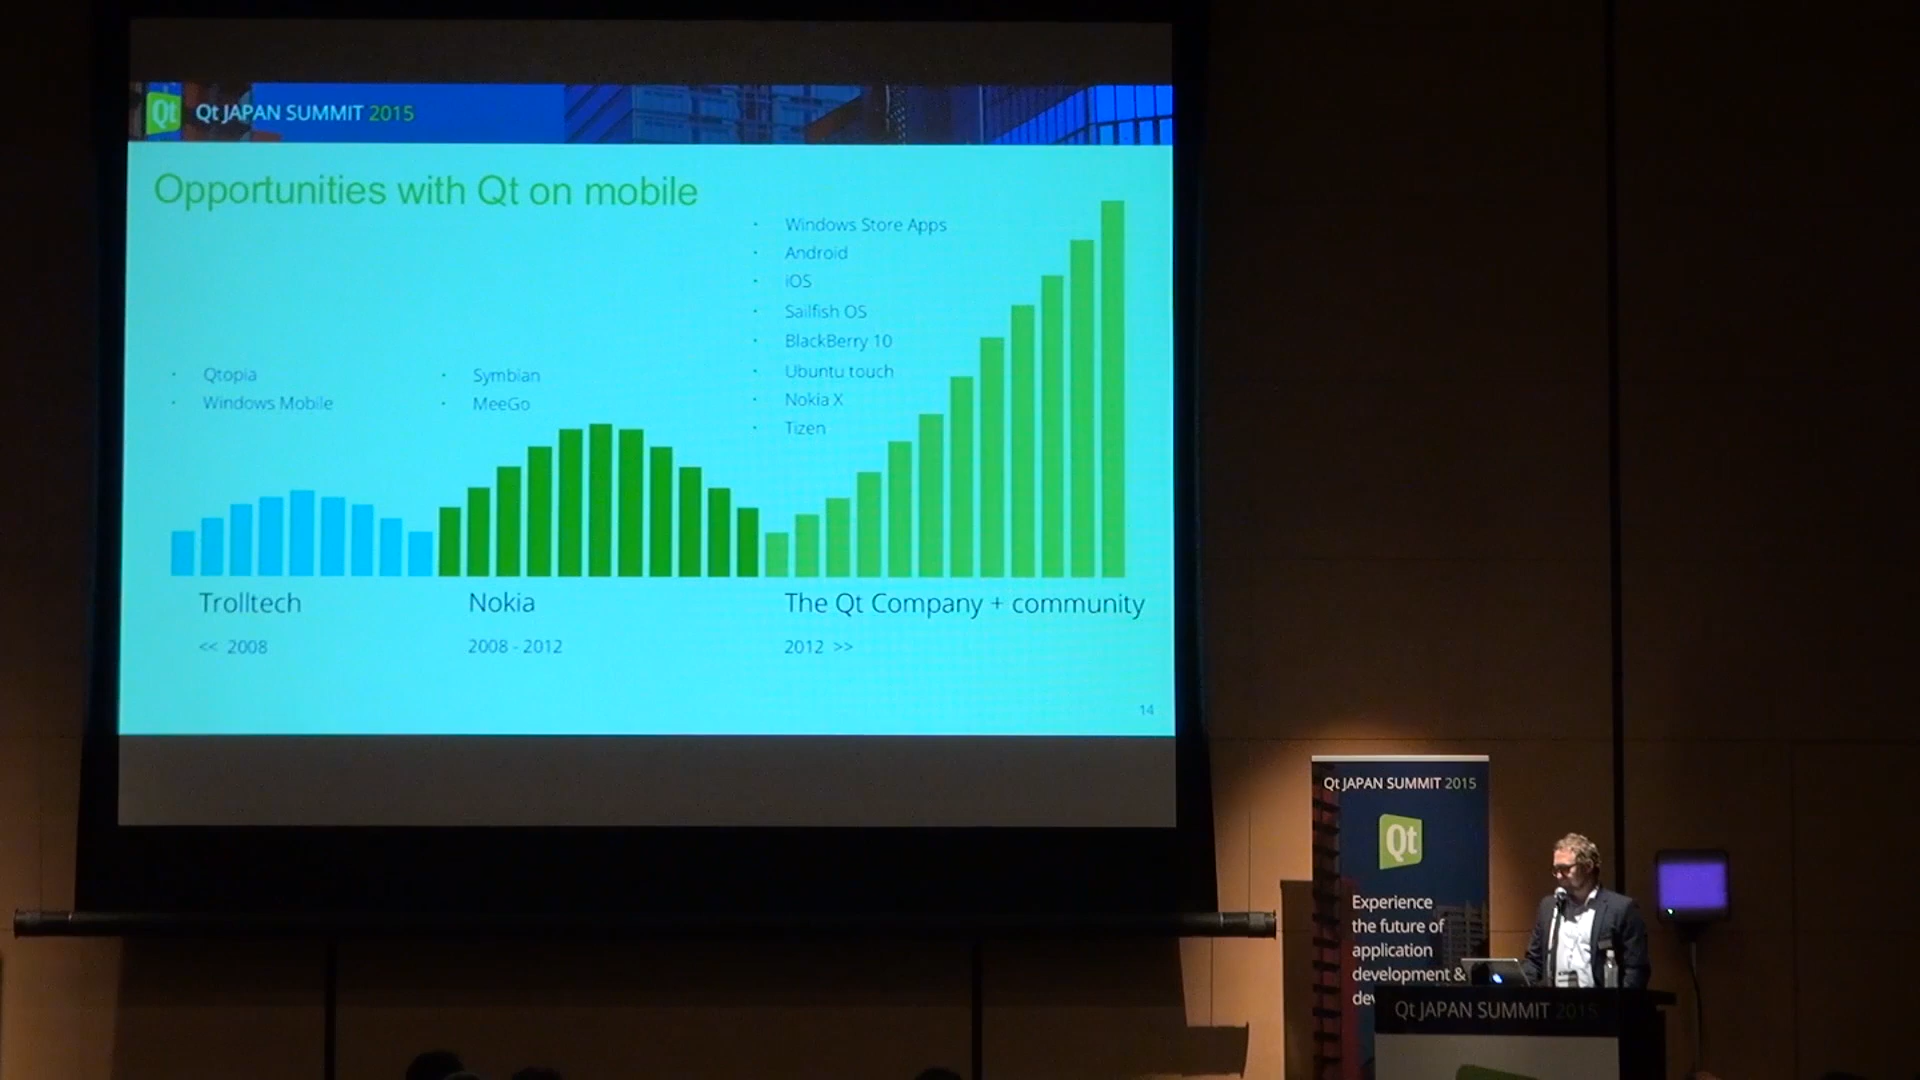 Qt Qt JAPAN SUMMIT 2015
Opportunities with Qt on mobile
· Qtopia
· Windows Mobile
· Symbian
· MeeGo
· Windows Store Apps
· Android
· iOS
· Sailfish OS
· BlackBerry 10
· Ubuntu touch
· Nokia X
· Tizen
Trolltech
<< 2008
Nokia
2008 - 2012
The Qt Company + community
2012 >>
14
Qt JAPAN SUMMIT 2015
Qt
Experience
the future of
application
development &
Qt JAPAN SUMMIT 2015